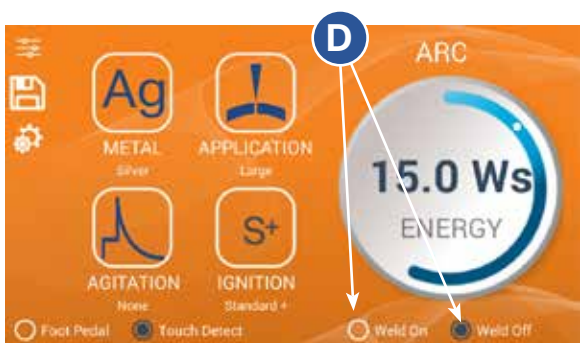 D
ARC
Ag
METAL
Silver
APPLICATION
Large
15.0 Ws
ENERGY
AGITATION
None
S+
IGNITION
Standard +
Foot Pedal
Touch Detect
Weld On
Weld Off